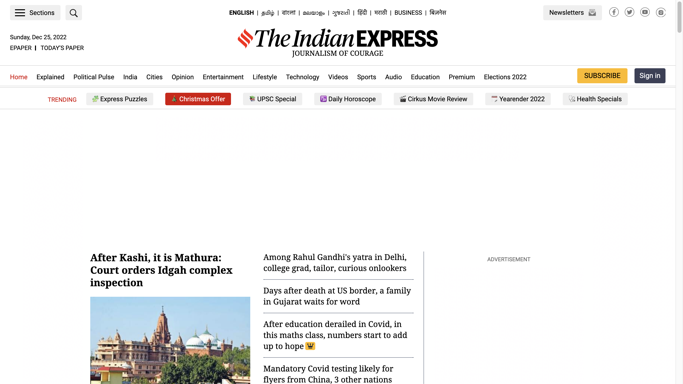 Sections
ENGLISH | தமிழ் | বাংলা | മലയാളം | ગુજરાતી | हिंदी | मराठी | BUSINESS | बिज़नेस
Newsletters
Sunday, Dec 25, 2022
EPAPER | TODAY'S PAPER
The Indian EXPRESS
JOURNALISM OF COURAGE
Home Explained Political Pulse India Cities Opinion Entertainment Lifestyle Technology Videos Sports Audio Education Premium Elections 2022
SUBSCRIBE Sign in
TRENDING Express Puzzles Christmas Offer UPSC Special Daily Horoscope Cirkus Movie Review Yearender 2022 Health Specials
After Kashi, it is Mathura:
Court orders Idgah complex
inspection
Among Rahul Gandhi's yatra in Delhi,
college grad, tailor, curious onlookers
Days after death at US border, a family
in Gujarat waits for word
After education derailed in Covid, in
this maths class, numbers start to add
up to hope
Mandatory Covid testing likely for
flyers from China, 3 other nations
ADVERTISEMENT